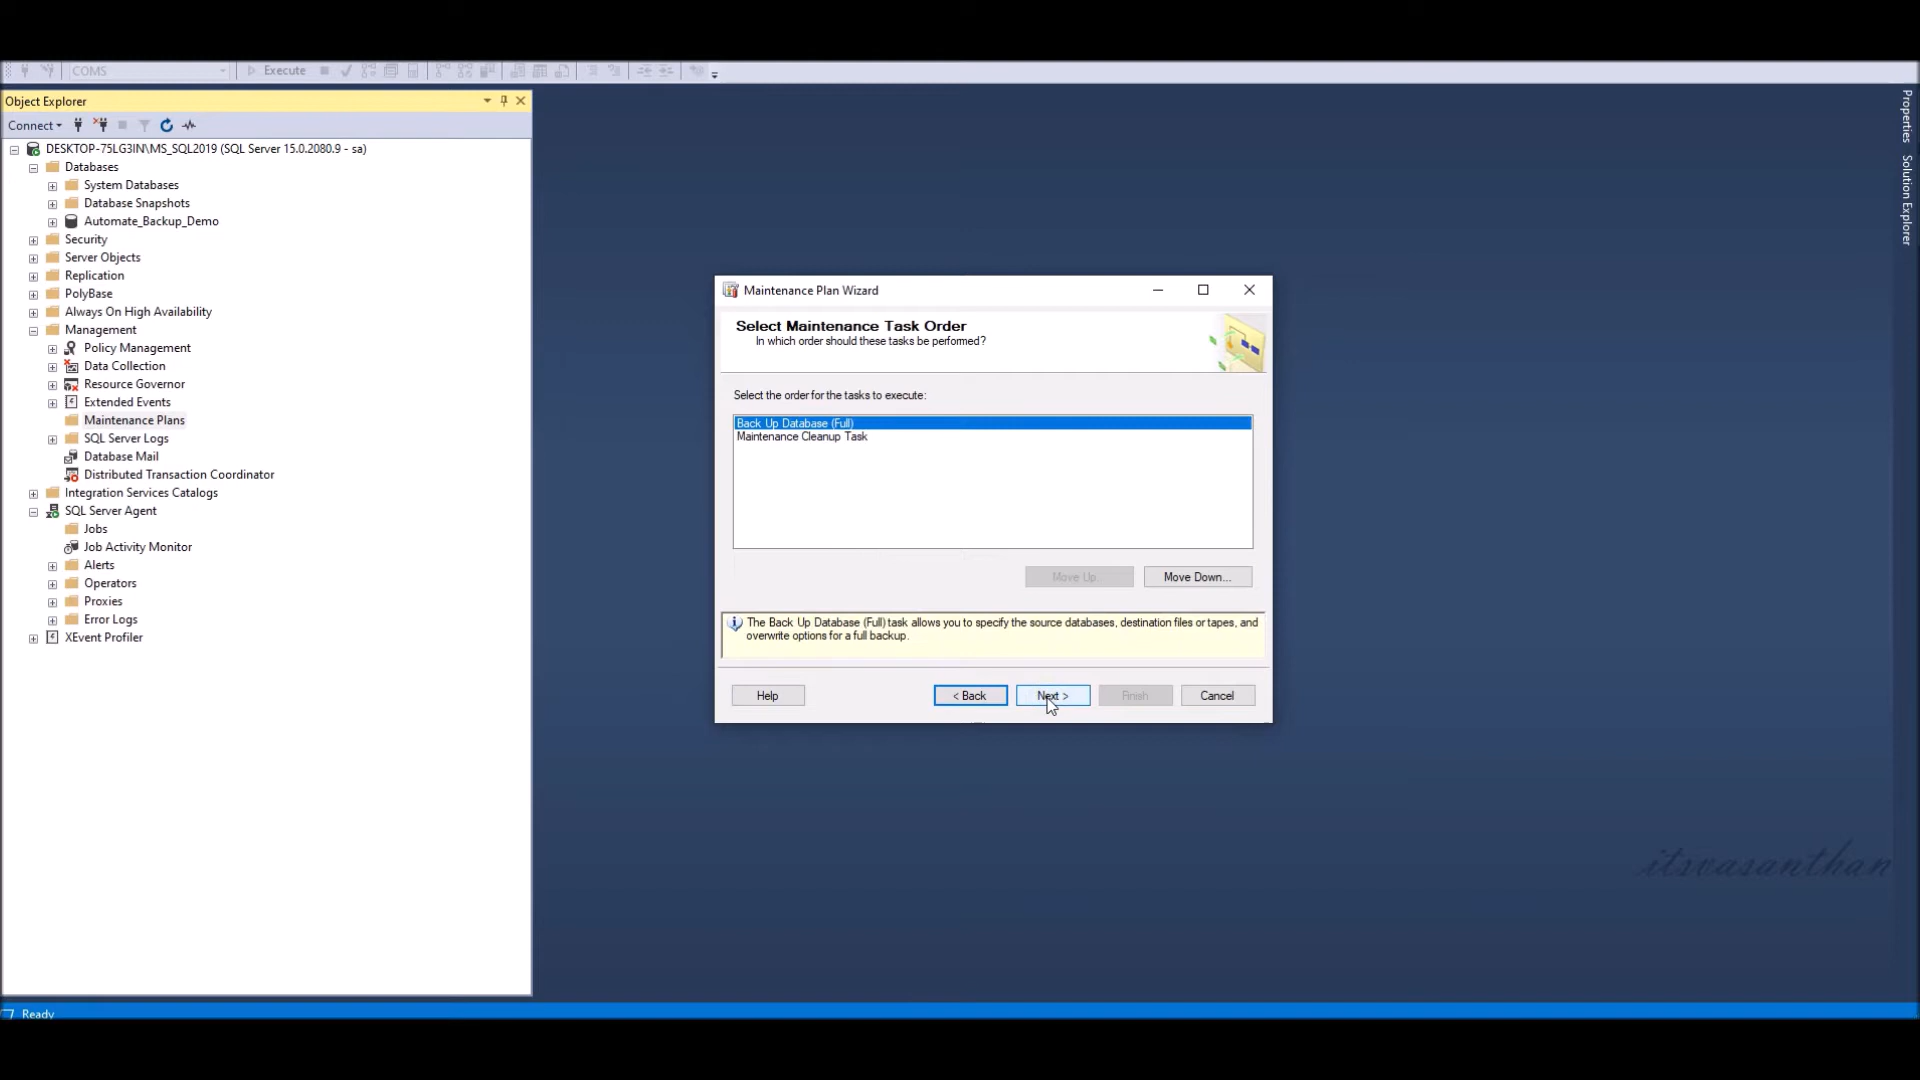 COMS
Execute
Object Explorer
Connect
DESKTOP-75LG3IN\MS_SQL2019 (SQL Server 15.0.2080.9 - sa)
Databases
System Databases
Database Snapshots
Automate_Backup_Demo
Security
Server Objects
Replication
PolyBase
Always On High Availability
Management
Policy Management
Data Collection
Resource Governor
Extended Events
Maintenance Plans
SQL Server Logs
Database Mail
Distributed Transaction Coordinator
Integration Services Catalogs
SQL Server Agent
Jobs
Job Activity Monitor
Alerts
Operators
Proxies
Error Logs
XEvent Profiler
Maintenance Plan Wizard
Select Maintenance Task Order
In which order should these tasks be performed?
Select the order for the tasks to execute:
Back Up Database (Full)
Maintenance Cleanup Task
Move Up...
Move Down...
The Back Up Database (Full) task allows you to specify the source databases, destination files or tapes, and
overwrite options for a full backup.
Help
< Back
Next >
Finish
Cancel
Properties
Solution Explorer
itsvasanthan
Ready